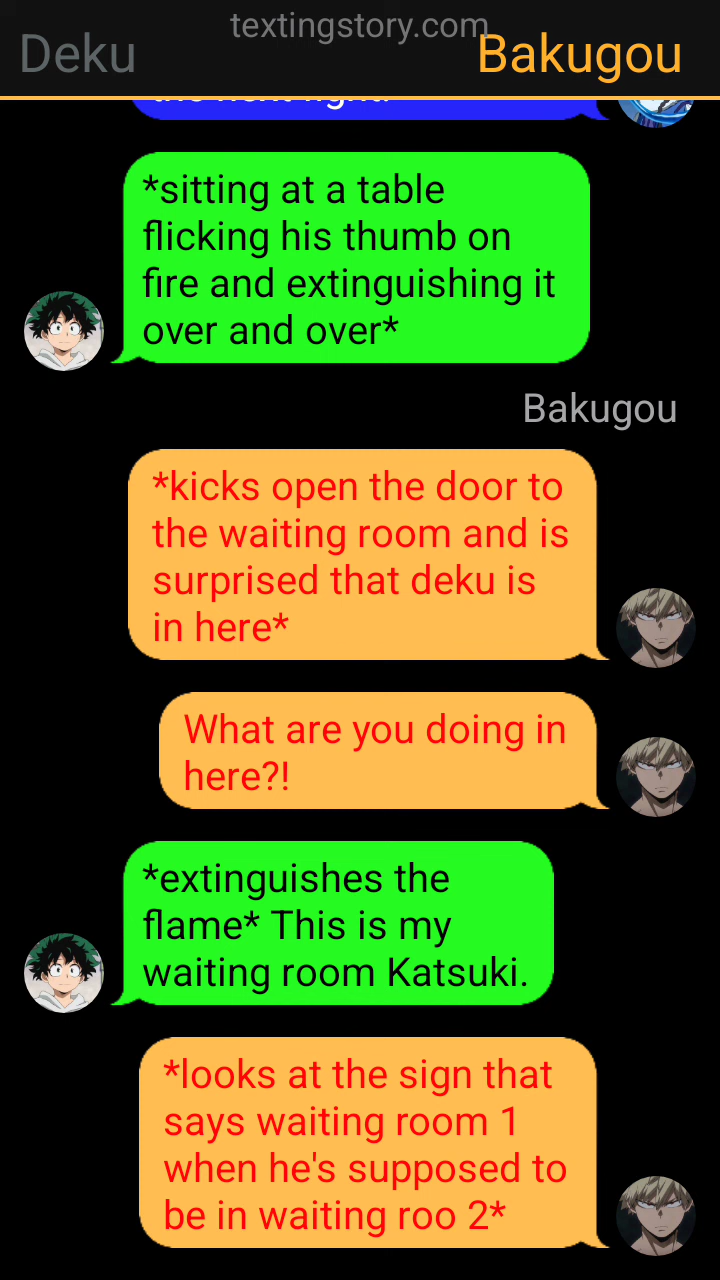 textingstory.com
Deku
Bakugou
the next fight.
*sitting at a table
flicking his thumb on
fire and extinguishing it
over and over*
Bakugou
*kicks open the door to
the waiting room and is
surprised that deku is
in here*
What are you doing in
here?!
*extinguishes the
flame* This is my
waiting room Katsuki.
*looks at the sign that
says waiting room 1
when he's supposed to
be in waiting roo 2*